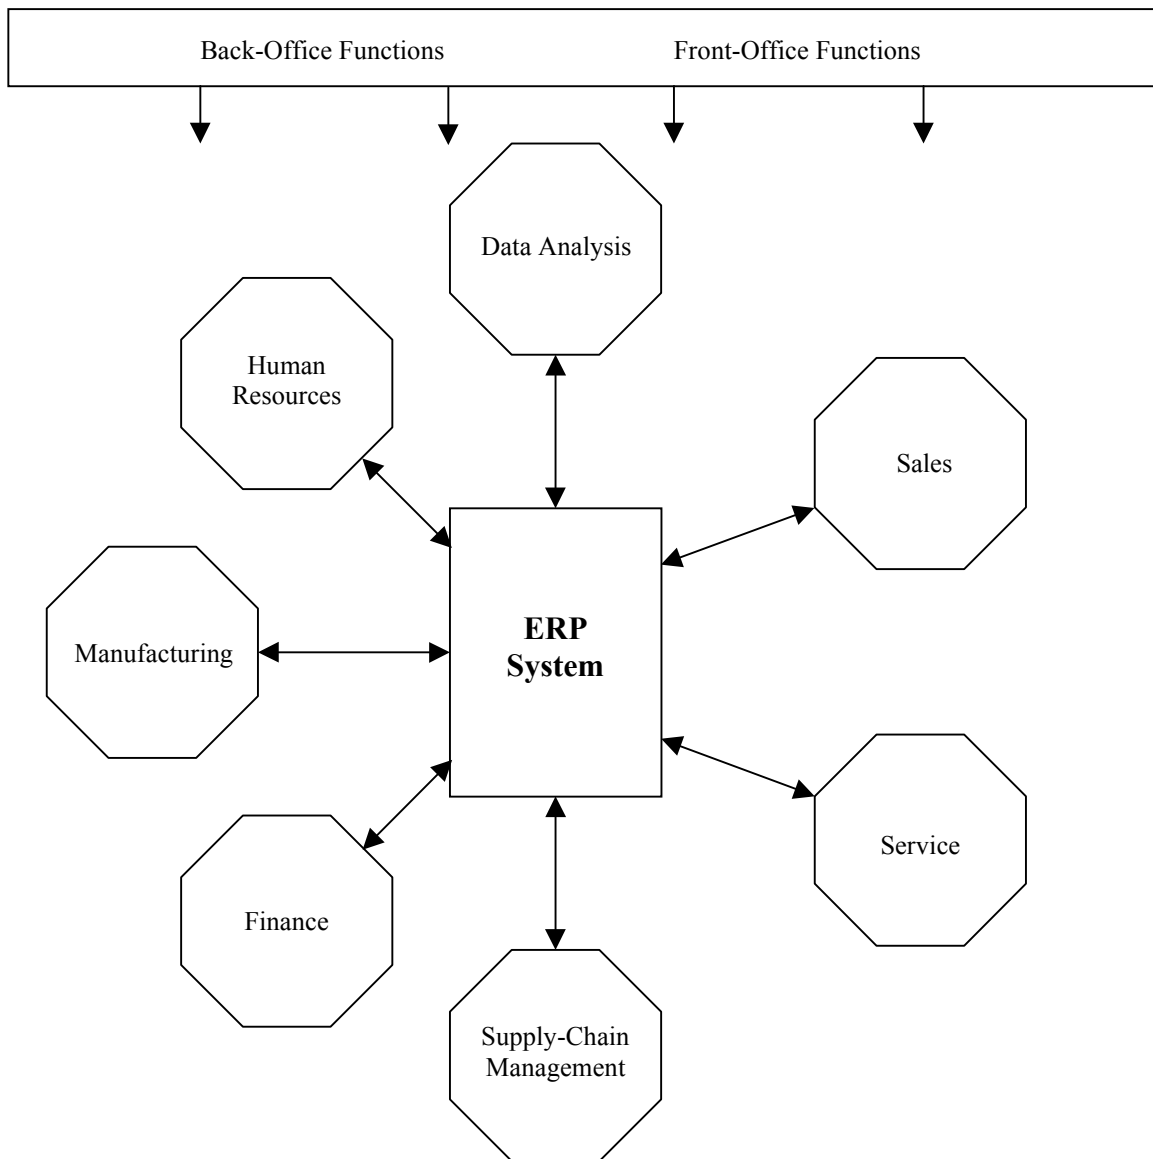 Back-Office Functions
Front-Office Functions
Data Analysis
Human
Resources
Sales
ERP
System
Manufacturing
Service
Finance
Supply-Chain
Management